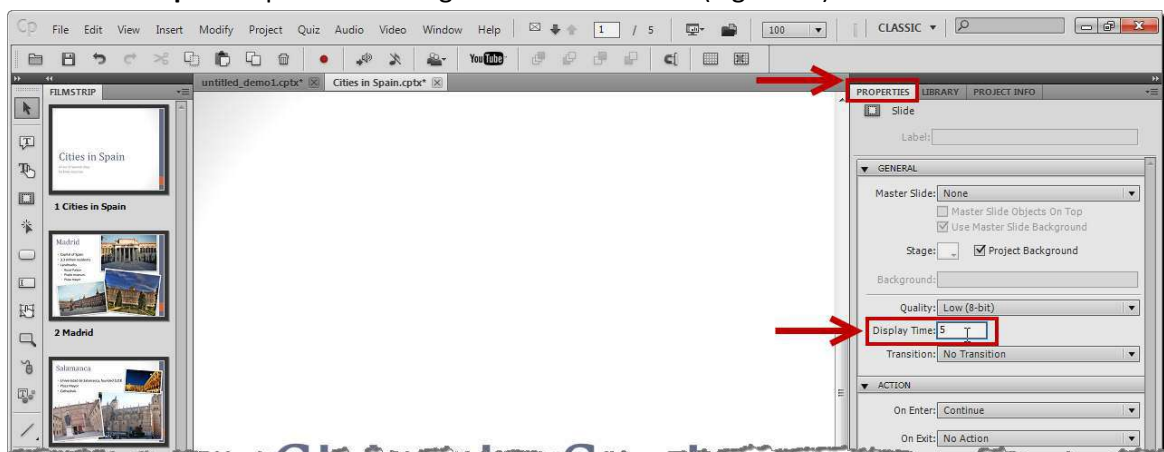 Cp File Edit View Insert Modify Project Quiz Audio Video Window Help 1 / 5 100 CLASSIC
You Tube
untitled_demo1.cptx* Cities in Spain.cptx*
FILMSTRIP
PROPERTIES LIBRARY PROJECT INFO
Slide
Label:
GENERAL
Master Slide: None
Master Slide Objects On Top
Use Master Slide Background
Stage: Project Background
Background:
Quality: Low (8-bit)
Display Time: 5
Transition: No Transition
ACTION
On Enter: Continue
On Exit: No Action
Cities in Spain
1 Cities in Spain
Madrid
2 Madrid
Salamanca